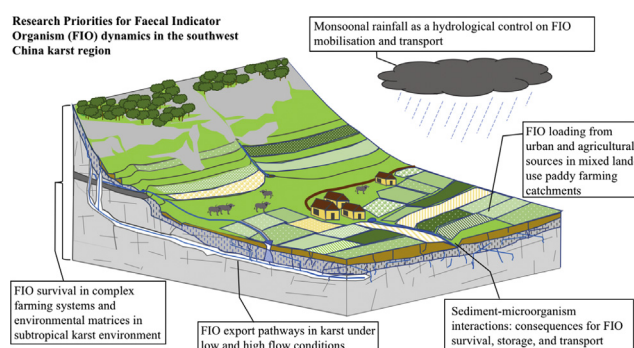 Research Priorities for Faecal Indicator
Organism (FIO) dynamics in the southwest
China karst region
Monsoonal rainfall as a hydrological control on FIO
mobilisation and transport
FIO loading from
urban and agricultural
sources in mixed land
use paddy farming
catchments
FIO survival in complex
farming systems and
environmental matrices in
subtropical karst environment
FIO export pathways in karst under
low and high flow conditions
Sediment-microorganism
interactions: consequences for FIO
survival, storage, and transport